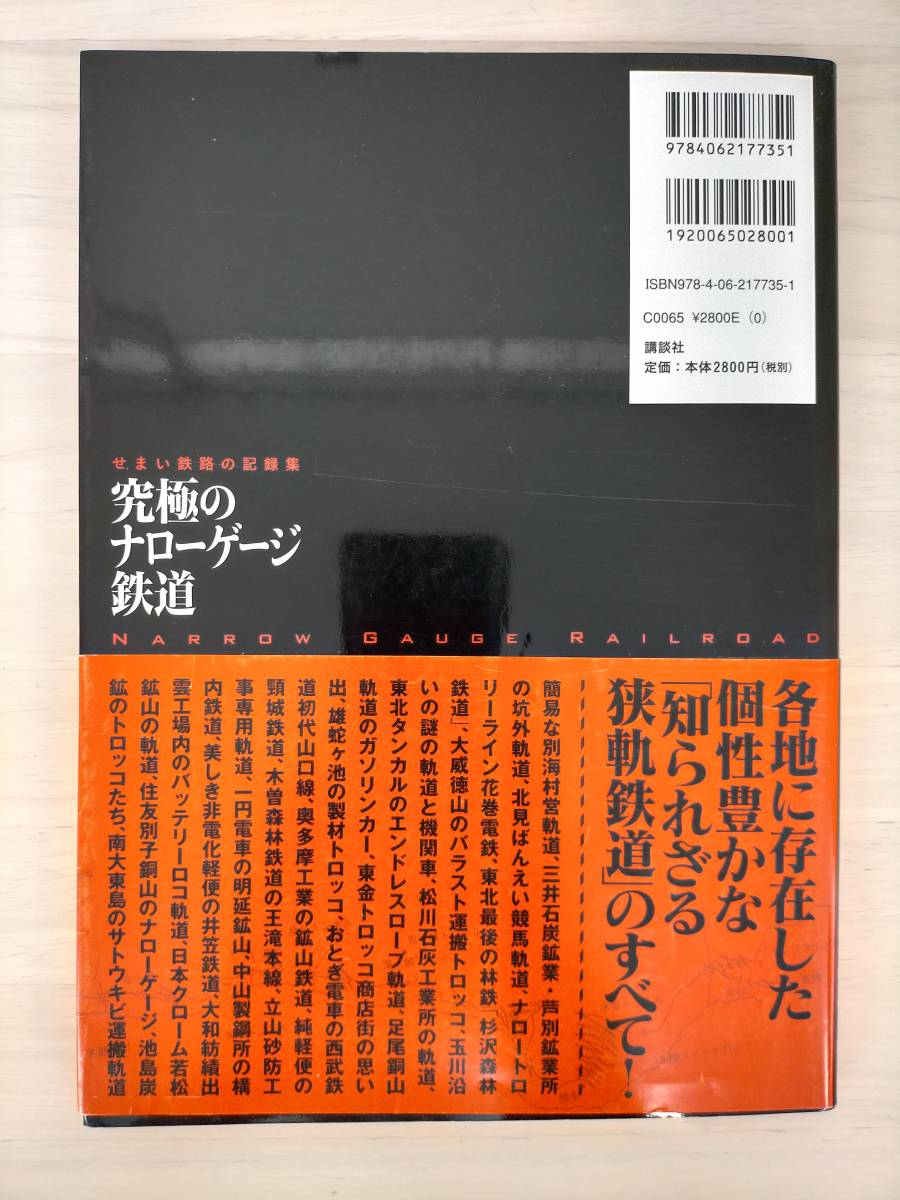 9784062177351
1920065028001
ISBN978-4-06-217735-1
C0065 ¥2800E (0)
講談社
定価：本体2800円(税別)
せまい鉄路の記録集
究極の
ナローゲージ
鉄道
NARROW GAUGE RAILROAD
各地に存在した
個性豊かな
「知られざる
狭軌鉄道」のすべて！
簡易な別海村営軌道、三井石炭鉱業・芦別鉱業所
の坑外軌道、北見ばんえい競馬軌道、ナロートロ
リーライン花巻電鉄、東北最後の林鉄「杉沢森林
鉄道」、大威徳山のバラスト運搬トロッコ、玉川沿
いの謎の軌道と機関車、松川石灰工業所の軌道、
東北タンカルのエンドレスロープ軌道、足尾銅山
軌道のガソリンカー、東金トロッコ商店街の思い
出、雄蛇ヶ池の製材トロッコ、おとぎ電車の西武鉄
道初代山口線、奥多摩工業の鉱山鉄道、純軽便の
頸城鉄道、木曽森林鉄道の王滝本線、立山砂防工
事専用軌道、一円電車の明延鉱山、中山製鋼所の構
内鉄道、美しき非電化軽便の井笠鉄道、大和紡績出
雲工場内のバッテリーロコ軌道、日本クローム若松
鉱山の軌道、住友別子銅山のナローゲージ、池島炭
鉱のトロッコたち、南大東島のサトウキビ運搬軌道